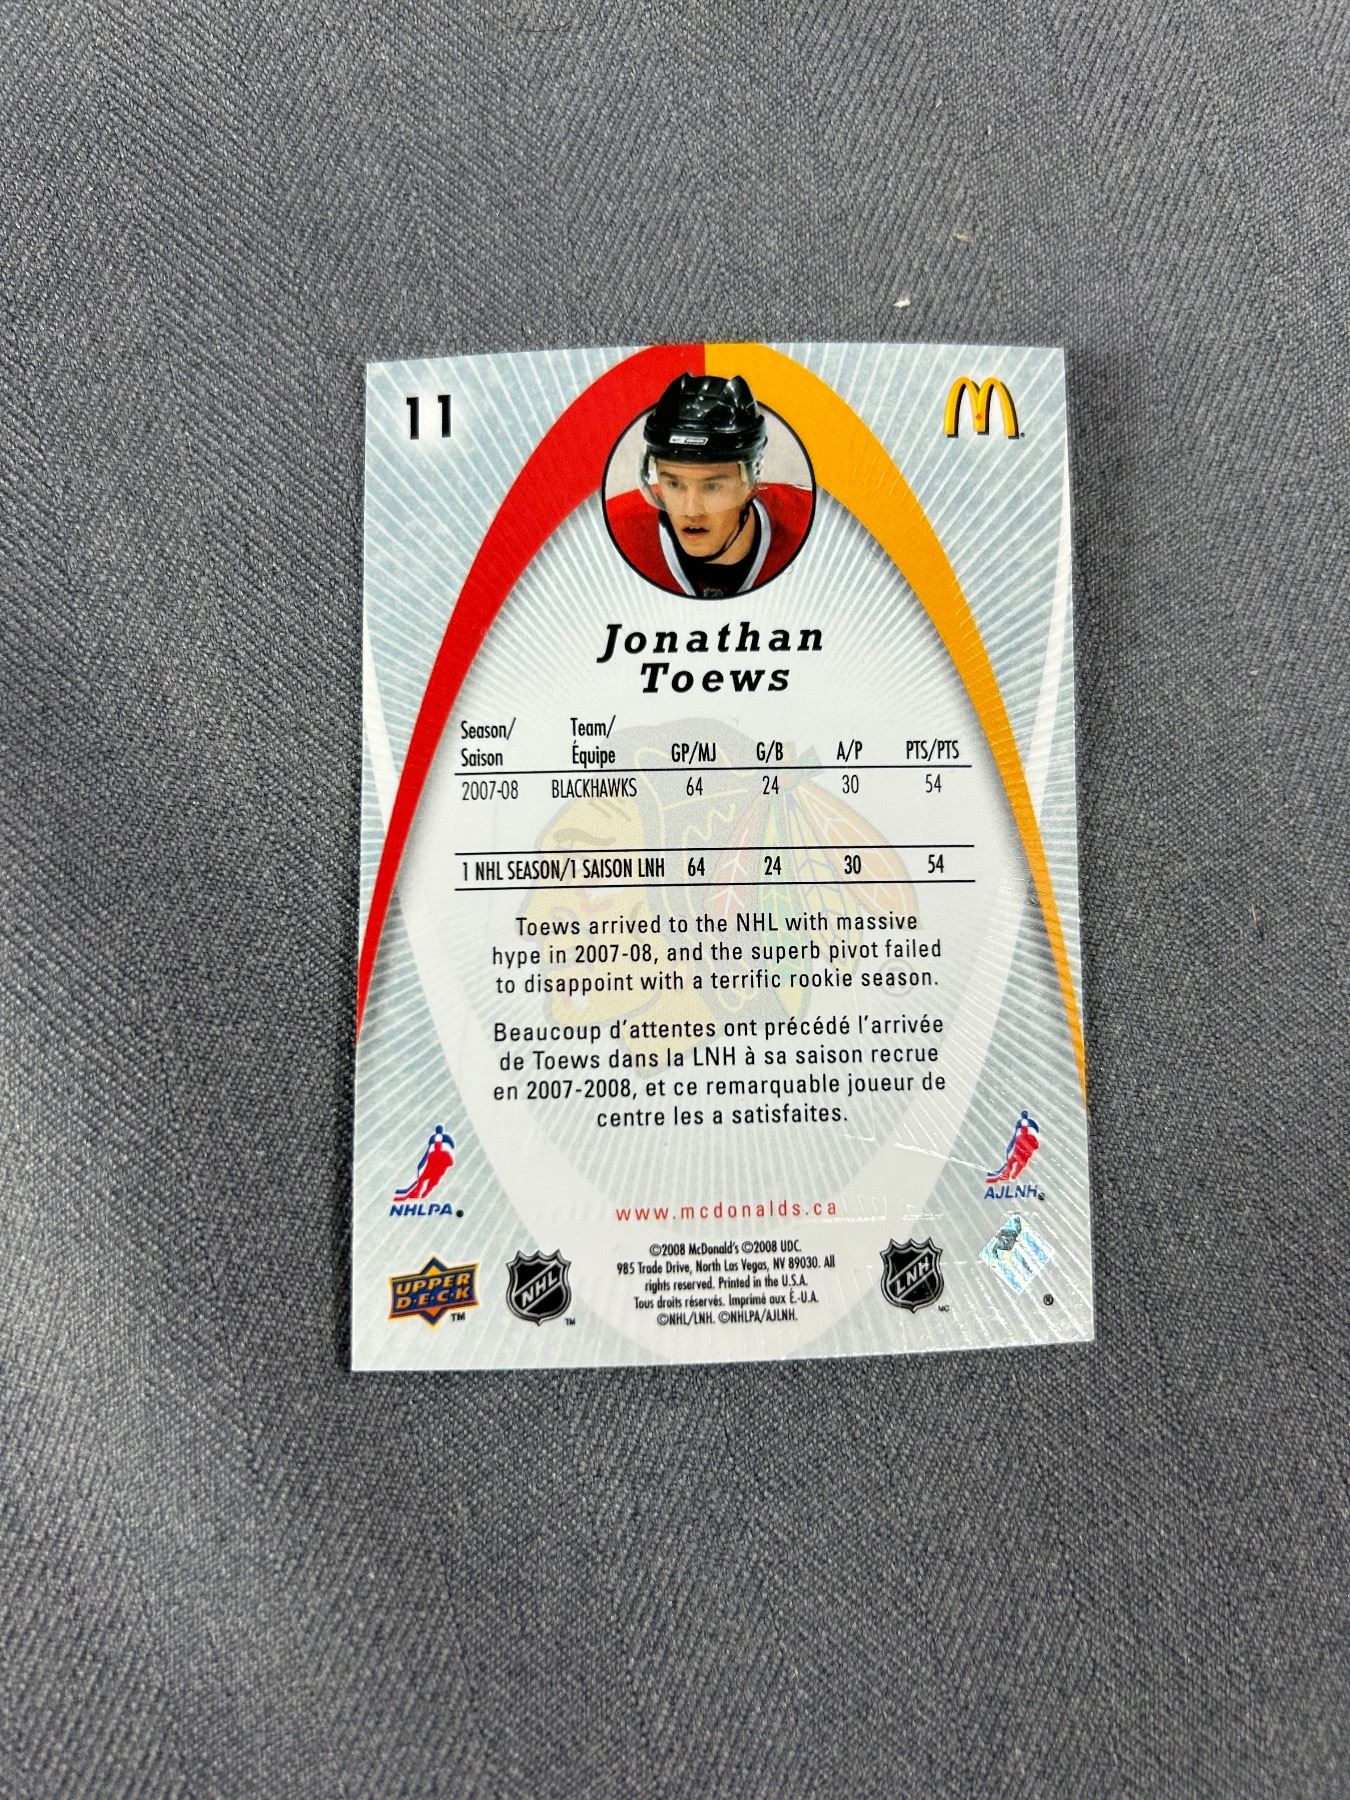 11
Jonathan
Toews
Season/ Team/
Saison Équipe GP/MJ G/B A/P PTS/PTS
2007-08 BLACKHAWKS 64 24 30 54
1 NHL SEASON/1 SAISON LNH 64 24 30 54
Toews arrived to the NHL with massive
hype in 2007-08, and the superb pivot failed
to disappoint with a terrific rookie season.
Beaucoup d'attentes ont précédé l'arrivée
de Toews dans la LNH à sa saison recrue
en 2007-2008, et ce remarquable joueur de
centre les a satisfaites.
NHLPA®
AJLNH®
www.mcdonalds.ca
UPPER
D·E·C·K
TM
NHL
TM
©2008 McDonald's ©2008 UDC.
985 Trade Drive, North Las Vegas, NV 89030. All
rights reserved. Printed in the U.S.A.
Tous droits réservés. Imprimé aux É.-U.A.
©NHL/LNH. ©NHLPA/AJLNH.
LNH
MC
®